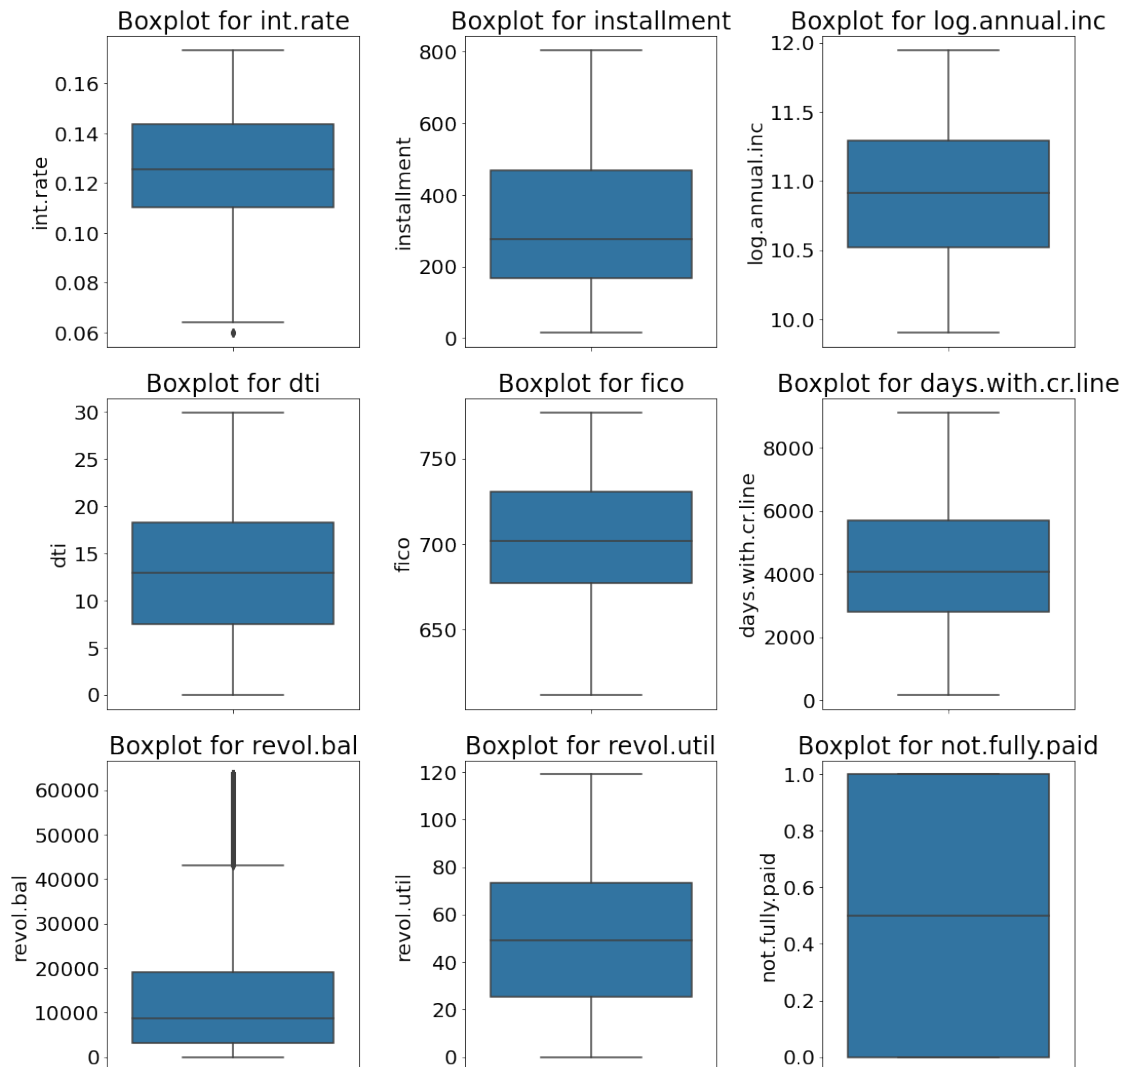 Boxplot for int.rate
int.rate
0.16
0.14
0.12
0.10
0.08
0.06
Boxplot for installment
installment
800
600
400
200
0
Boxplot for log.annual.inc
log.annual.inc
12.0
11.5
11.0
10.5
10.0
Boxplot for dti
dti
30
25
20
15
10
5
0
Boxplot for fico
fico
750
700
650
Boxplot for days.with.cr.line
days.with.cr.line
8000
6000
4000
2000
0
Boxplot for revol.bal
revol.bal
60000
50000
40000
30000
20000
10000
0
Boxplot for revol.util
revol.util
120
100
80
60
40
20
0
Boxplot for not.fully.paid
not.fully.paid
1.0
0.8
0.6
0.4
0.2
0.0